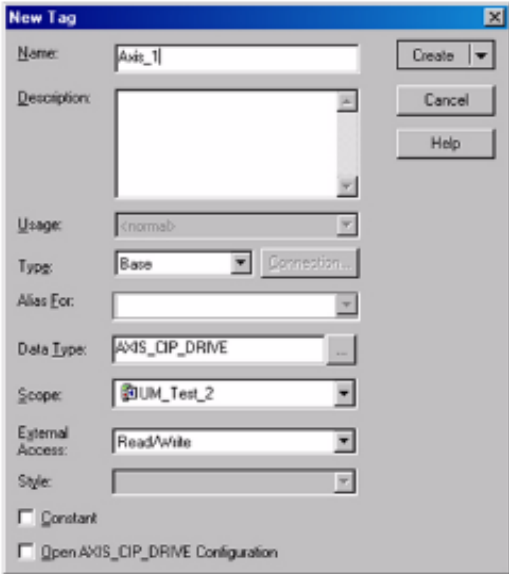 New Tag
Name: Axis_1 Create
Description: Cancel
Help
Usage: <normal>
Type: Base Connection...
Alias For:
Data Type: AXIS_CIP_DRIVE ...
Scope: UM_Test_2
External Access: Read/Write
Style:
Constant
Open AXIS_CIP_DRIVE Configuration